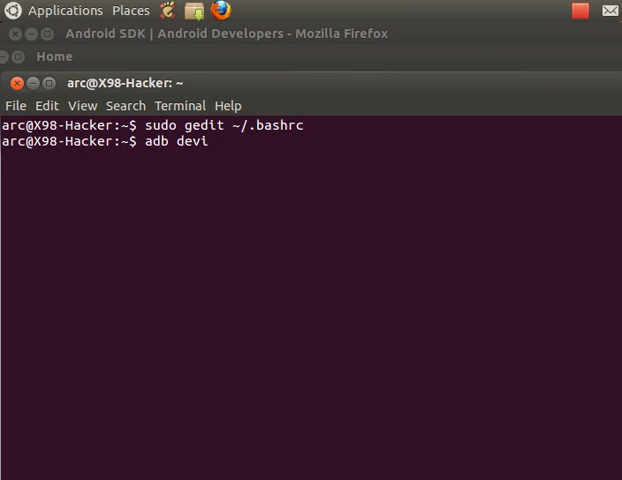 Applications Places
Android SDK | Android Developers - Mozilla Firefox
Home
arc@X98-Hacker: ~
File Edit View Search Terminal Help
arc@X98-Hacker:~$ sudo gedit ~/.bashrc
arc@X98-Hacker:~$ adb devi